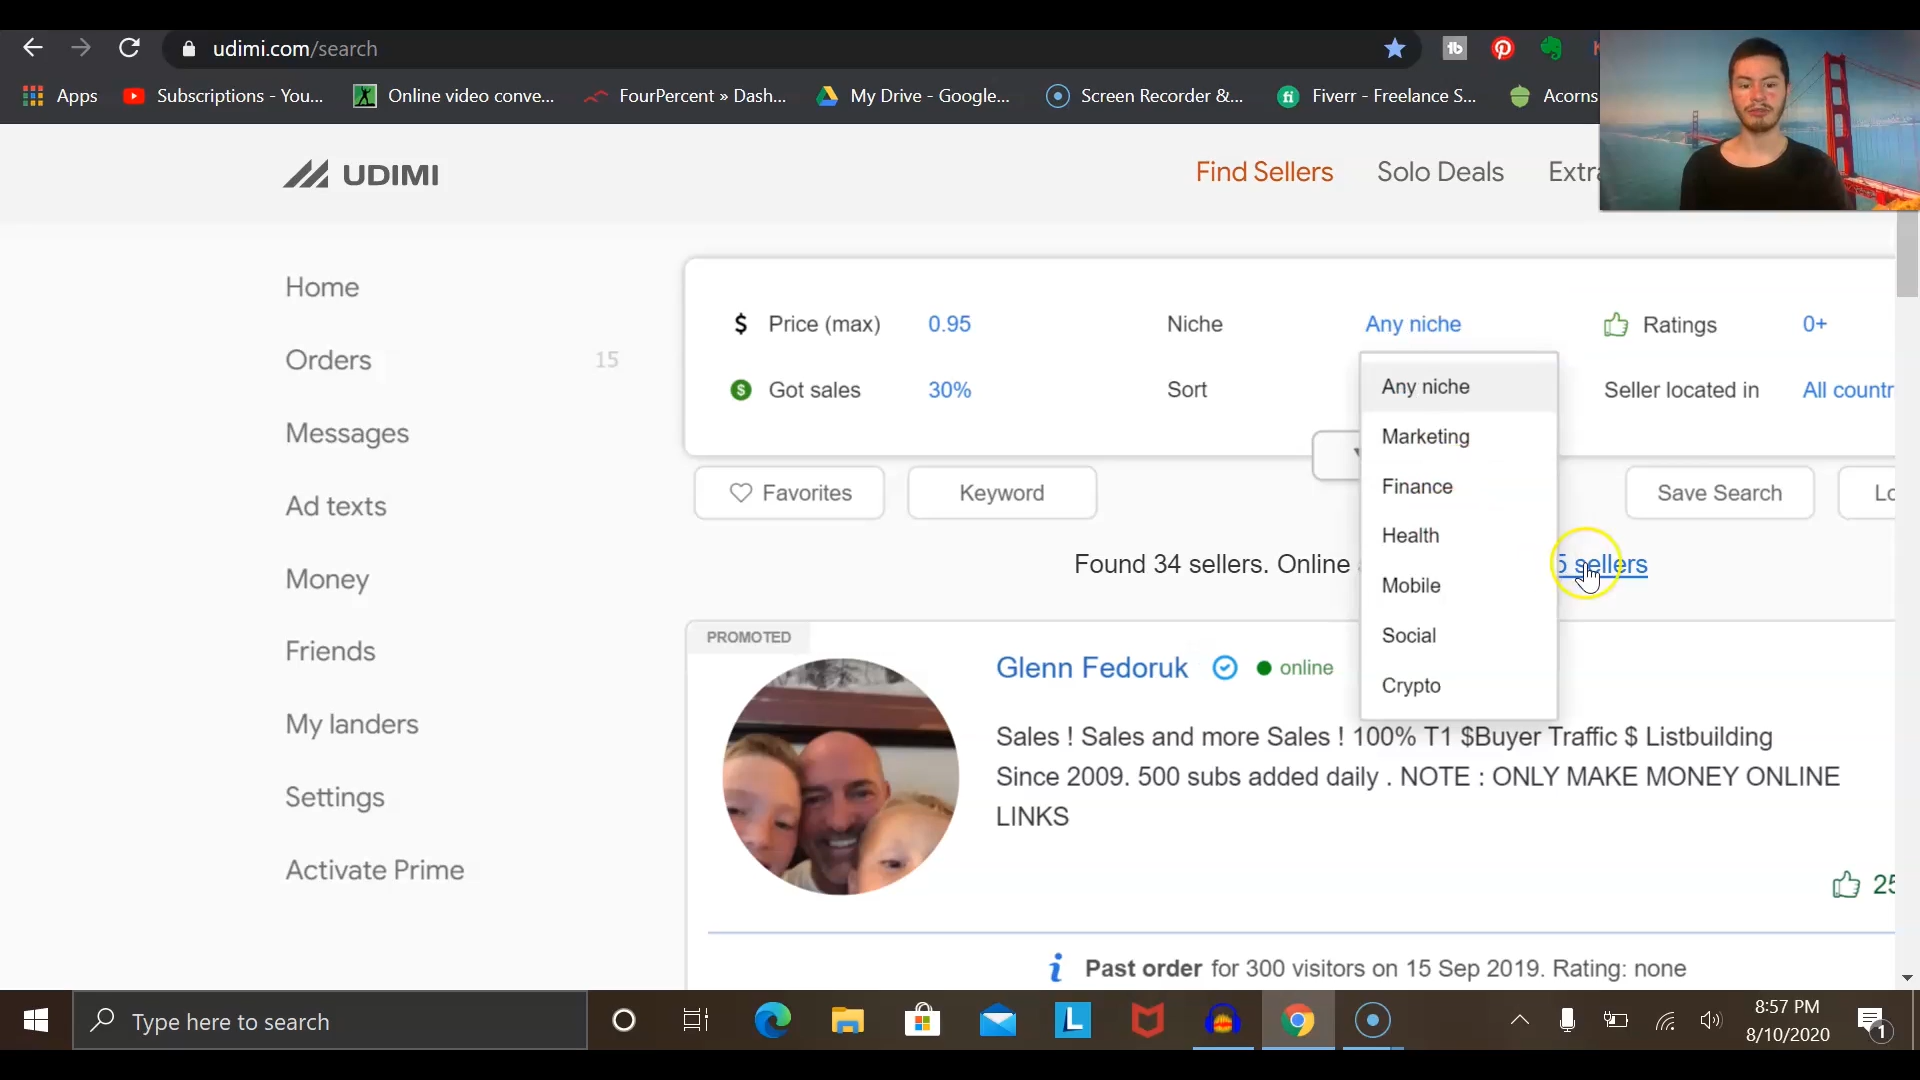 udimi.com/search
Apps
Subscriptions - You...
Online video conve...
FourPercent » Dash...
My Drive - Google...
Screen Recorder &...
Fiverr - Freelance S...
Acorns
UDIMI
Find Sellers
Solo Deals
Extra
Home
Orders 15
Messages
Ad texts
Money
Friends
My landers
Settings
Activate Prime
Price (max) 0.95
Niche Any niche
Ratings 0+
Got sales 30%
Sort
Seller located in All countr
Any niche
Marketing
Finance
Health
Mobile
Social
Crypto
Favorites
Keyword
Save Search
Found 34 sellers. Online
5 sellers
PROMOTED
Glenn Fedoruk
online
Sales ! Sales and more Sales ! 100% T1 $Buyer Traffic $ Listbuilding
Since 2009. 500 subs added daily . NOTE : ONLY MAKE MONEY ONLINE
LINKS
25
Past order for 300 visitors on 15 Sep 2019. Rating: none
Type here to search
8:57 PM
8/10/2020
1